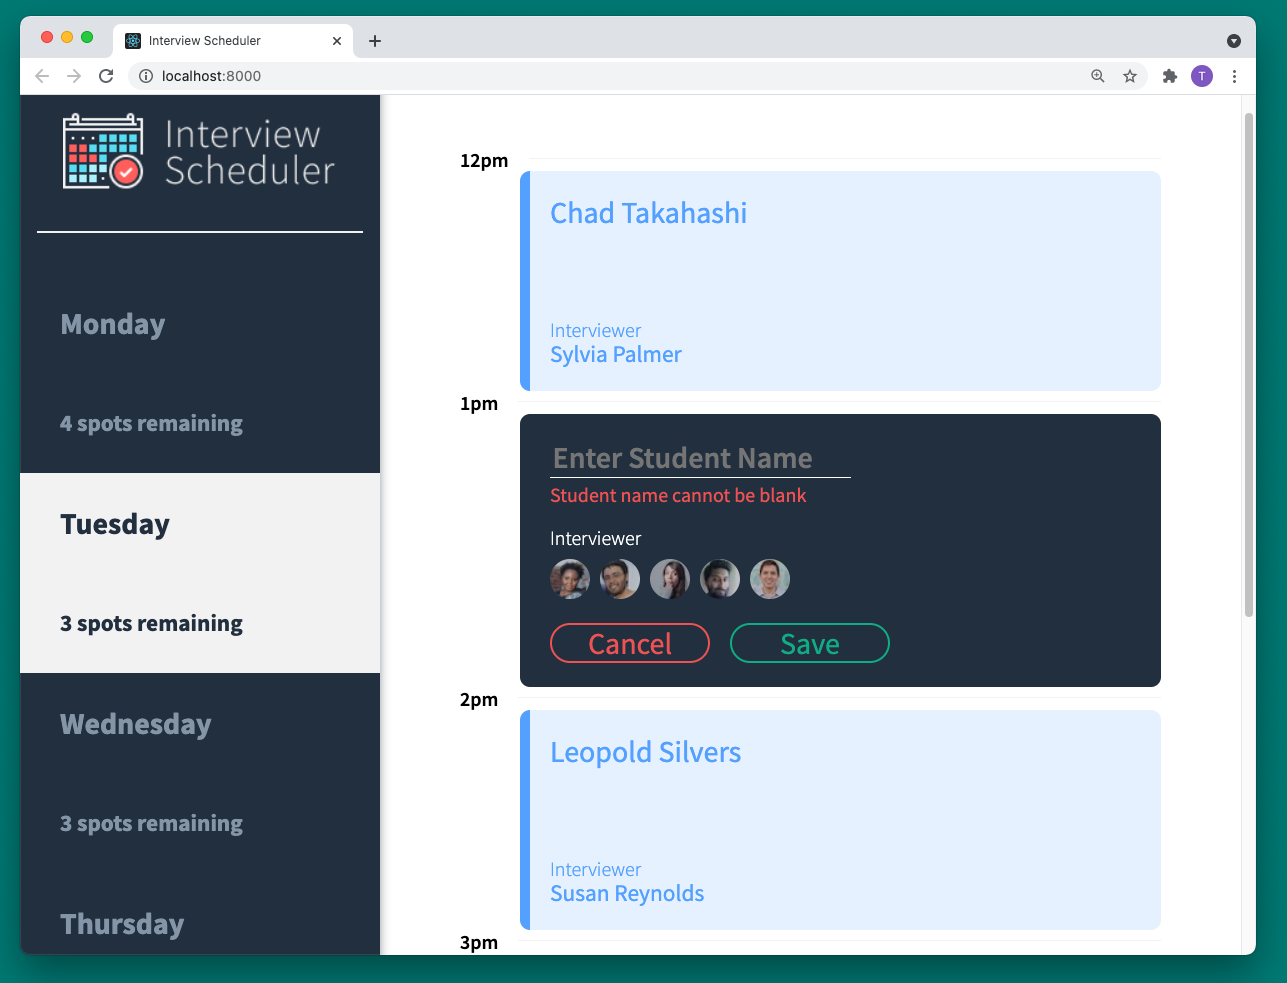 Interview Scheduler
localhost:8000
T
Interview
Scheduler
Monday
4 spots remaining
Tuesday
3 spots remaining
Wednesday
3 spots remaining
Thursday
12pm
Chad Takahashi
Interviewer
Sylvia Palmer
1pm
Enter Student Name
Student name cannot be blank
Interviewer
Cancel
Save
2pm
Leopold Silvers
Interviewer
Susan Reynolds
3pm